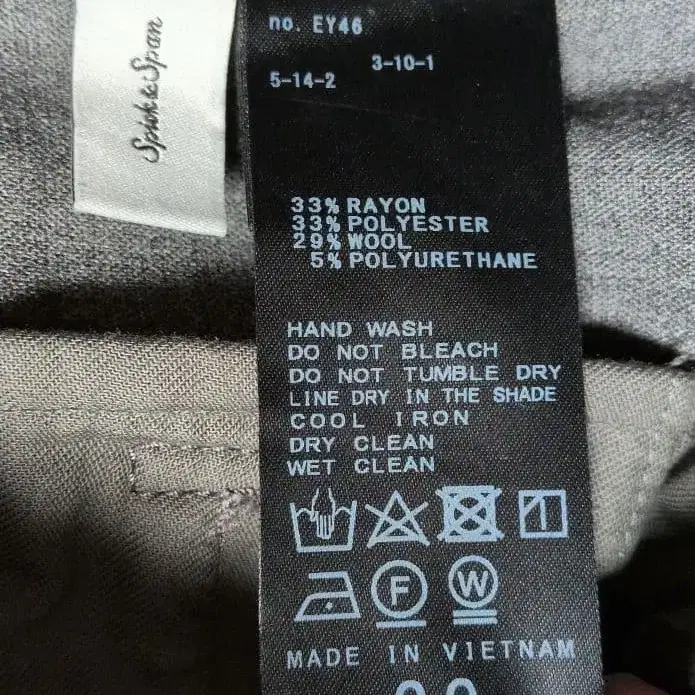 Spick & Span
no. EY46
3-10-1
5-14-2
33% RAYON
33% POLYESTER
29% WOOL
5% POLYURETHANE
HAND WASH
DO NOT BLEACH
DO NOT TUMBLE DRY
LINE DRY IN THE SHADE
COOL IRON
DRY CLEAN
WET CLEAN
F W
MADE IN VIETNAM